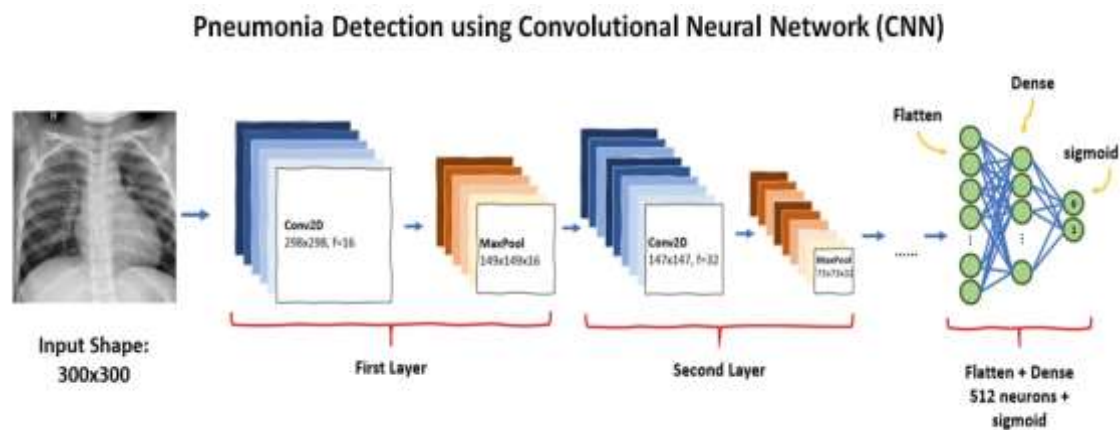 Pneumonia Detection using Convolutional Neural Network (CNN)
Dense
Flatten
sigmoid
Conv2D
298x298, f=16
MaxPool
149x149x16
Conv2D
147x147, f=32
MaxPool
73x73x32
......
0
1
Input Shape:
300x300
First Layer
Second Layer
Flatten + Dense
512 neurons +
sigmoid